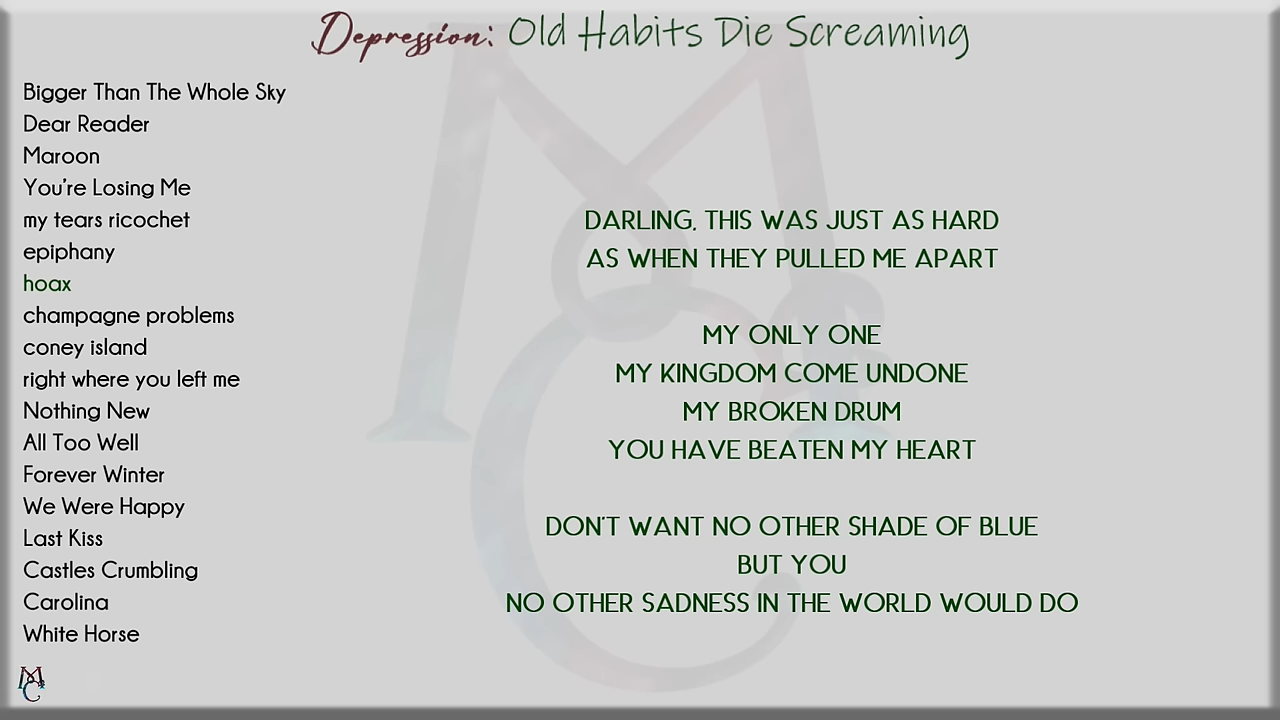 Depression: Old Habits Die Screaming
Bigger Than The Whole Sky
Dear Reader
Maroon
You're Losing Me
my tears ricochet
epiphany
hoax
champagne problems
coney island
right where you left me
Nothing New
All Too Well
Forever Winter
We Were Happy
Last Kiss
Castles Crumbling
Carolina
White Horse
DARLING, THIS WAS JUST AS HARD
AS WHEN THEY PULLED ME APART
MY ONLY ONE
MY KINGDOM COME UNDONE
MY BROKEN DRUM
YOU HAVE BEATEN MY HEART
DON'T WANT NO OTHER SHADE OF BLUE
BUT YOU
NO OTHER SADNESS IN THE WORLD WOULD DO